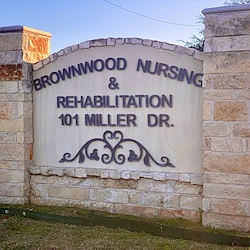 BROWNWOOD NURSING
&
REHABILITATION
101 MILLER DR.